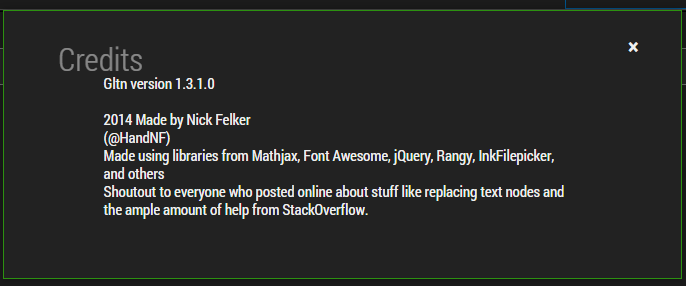 Credits
×
Gltn version 1.3.1.0
2014 Made by Nick Felker
(@HandNF)
Made using libraries from Mathjax, Font Awesome, jQuery, Rangy, InkFilepicker,
and others
Shoutout to everyone who posted online about stuff like replacing text nodes and
the ample amount of help from StackOverflow.